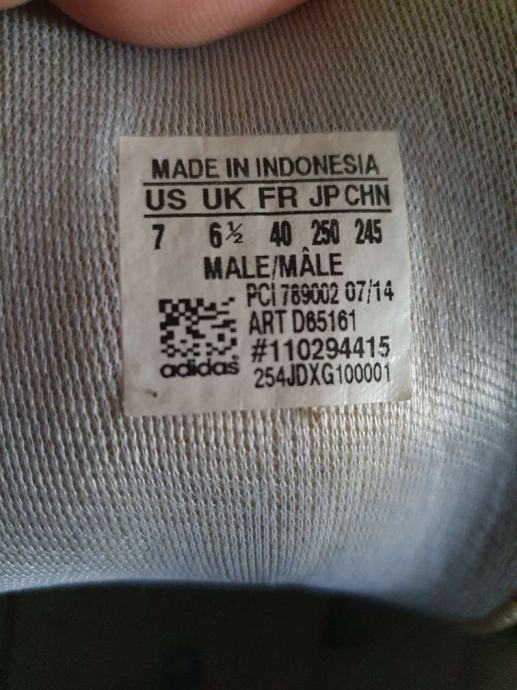 MADE IN INDONESIA
US UK FR JP CHN
7 6½ 40 250 245
MALE/MÂLE
PCI 789002 07/14
ART D65161
#110294415
adidas
254JDXG100001